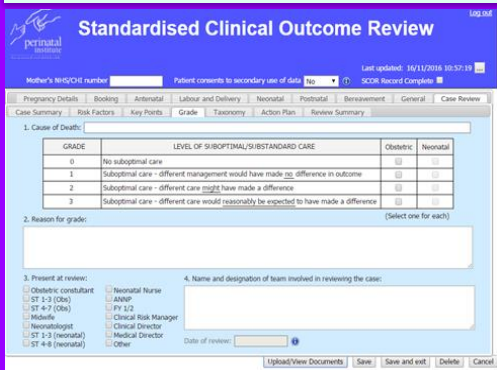 Log out
perinatal
institute
Standardised Clinical Outcome Review
Last updated: 16/11/2016 10:57:19 ...
Mother's NHS/CHI number Patient consents to secondary use of data No SCOR Record Complete
Pregnancy Details Booking Antenatal Labour and Delivery Neonatal Postnatal Bereavement General Case Review
Case Summary Risk Factors Key Points Grade Taxonomy Action Plan Review Summary
1. Cause of Death:
GRADE LEVEL OF SUBOPTIMAL/SUBSTANDARD CARE Obstetric Neonatal
0 No suboptimal care
1 Suboptimal care - different management would have made no difference in outcome
2 Suboptimal care - different care might have made a difference
3 Suboptimal care - different care would reasonably be expected to have made a difference
(Select one for each)
2. Reason for grade:
3. Present at review:
Obstetric constultant
ST 1-3 (Obs)
ST 4-7 (Obs)
Midwife
Neonatologist
ST 1-3 (neonatal)
ST 4-8 (neonatal)
Neonatal Nurse
ANNP
FY 1/2
Clinical Risk Manager
Clinical Director
Medical Director
Other
4. Name and designation of team involved in reviewing the case:
Date of review:
Upload/View Documents Save Save and exit Delete Cancel